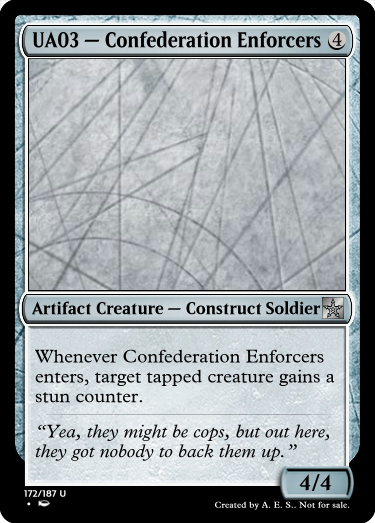 UA03 — Confederation Enforcers 4
Artifact Creature — Construct Soldier
Whenever Confederation Enforcers
enters, target tapped creature gains a
stun counter.
“Yea, they might be cops, but out here,
they got nobody to back them up.”
4/4
172/187 U
Created by A. E. S.. Not for sale.